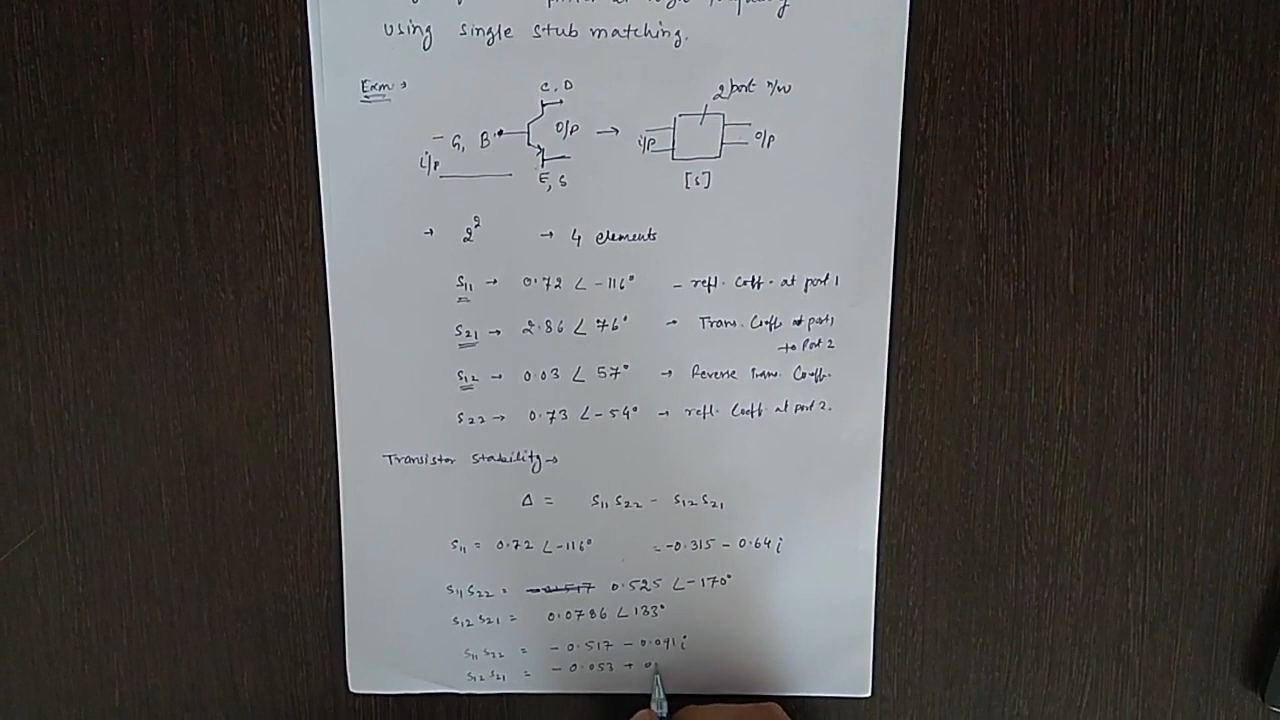 using single stub matching.
Exm →
C, D
2 port n/w
G, B
O/P
→
i/P
O/P
i/P
E, S
[S]
→ 2² → 4 elements
S11 → 0.72 ∠ -116° - refl. Coff. at port 1
S21 → 2.86 ∠ 76° → Trans. Coeff. at port 1
to Port 2
S12 → 0.03 ∠ 57° → Reverse Trans. Coeff.
S22 → 0.73 ∠ -54° → refl. Coeff at port 2.
Transistor Stability →
Δ = S11 S22 - S12 S21
S11 = 0.72 ∠ -116° = -0.315 - 0.64 i
S11 S22 = 0.525 ∠ -170°
S12 S21 = 0.0786 ∠ 133°
S11 S22 = - 0.517 - 0.091 i
S12 S21 = - 0.053 + 0.